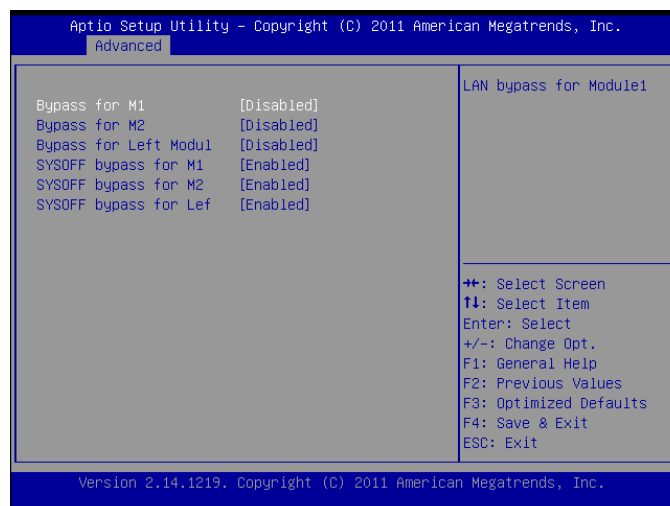 Aptio Setup Utility – Copyright (C) 2011 American Megatrends, Inc.
Advanced
Bypass for M1 [Disabled]
Bypass for M2 [Disabled]
Bypass for Left Modul [Disabled]
SYSOFF bypass for M1 [Enabled]
SYSOFF bypass for M2 [Enabled]
SYSOFF bypass for Lef [Enabled]
LAN bypass for Module1
→←: Select Screen
↑↓: Select Item
Enter: Select
+/-: Change Opt.
F1: General Help
F2: Previous Values
F3: Optimized Defaults
F4: Save & Exit
ESC: Exit
Version 2.14.1219. Copyright (C) 2011 American Megatrends, Inc.